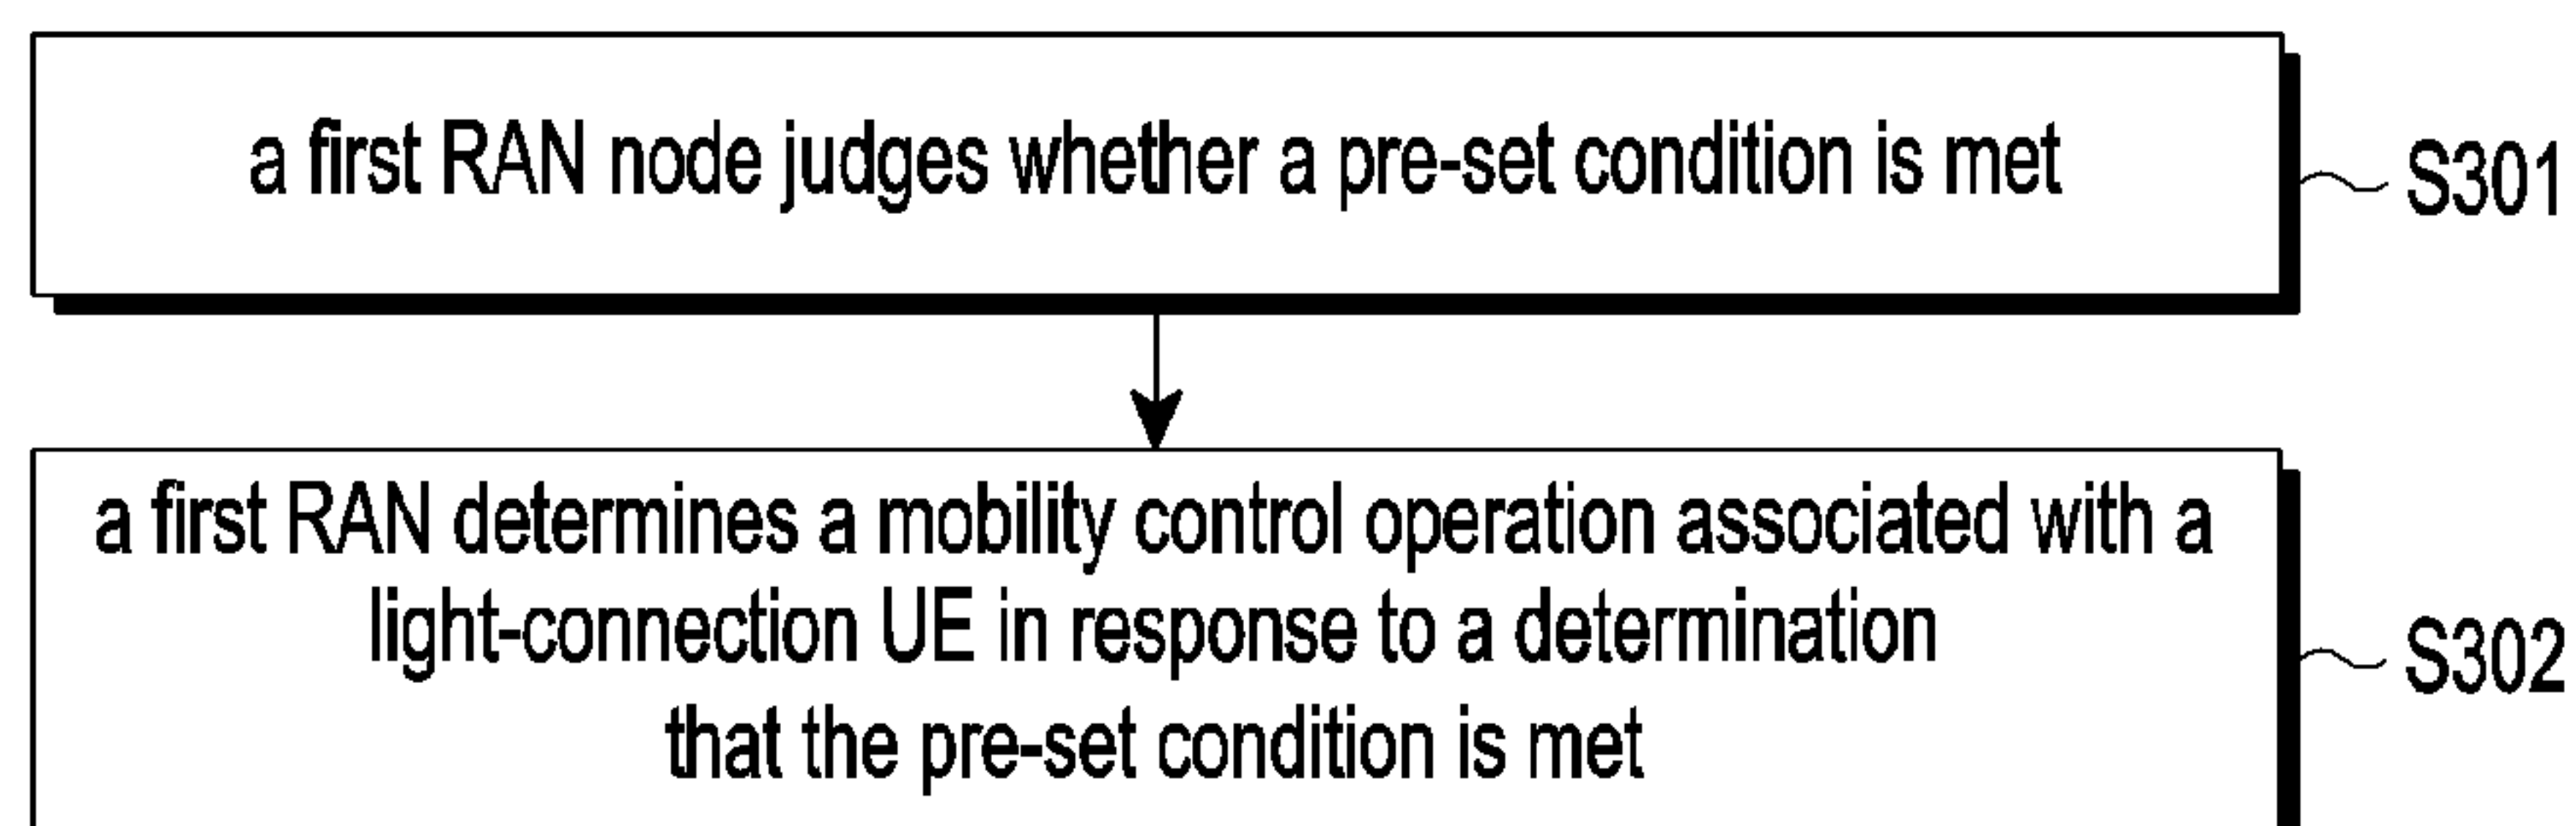 a first RAN node judges whether a pre-set condition is met
S301
a first RAN determines a mobility control operation associated with a
light-connection UE in response to a determination
that the pre-set condition is met
S302